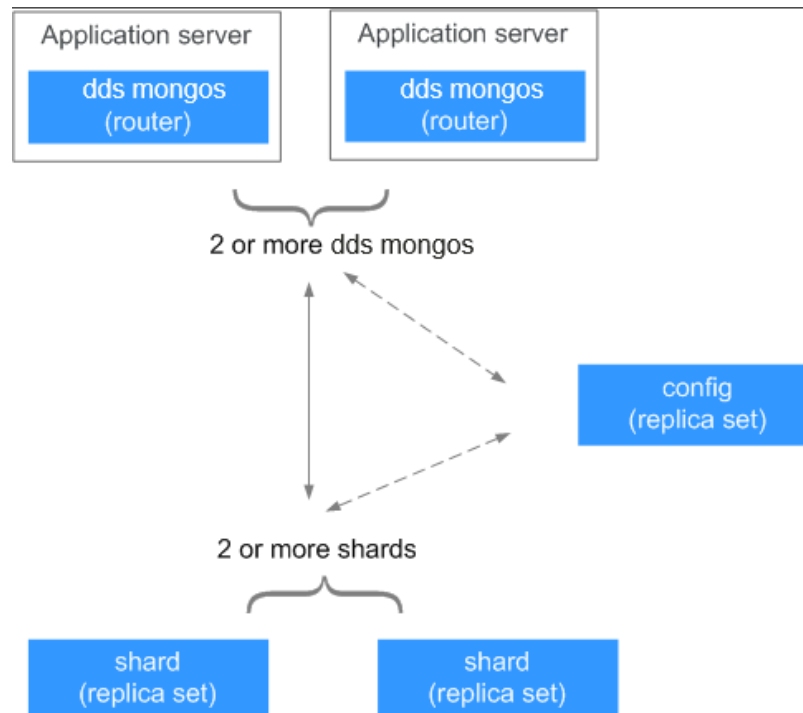 Application server
dds mongos
(router)
Application server
dds mongos
(router)
2 or more dds mongos
config
(replica set)
2 or more shards
shard
(replica set)
shard
(replica set)